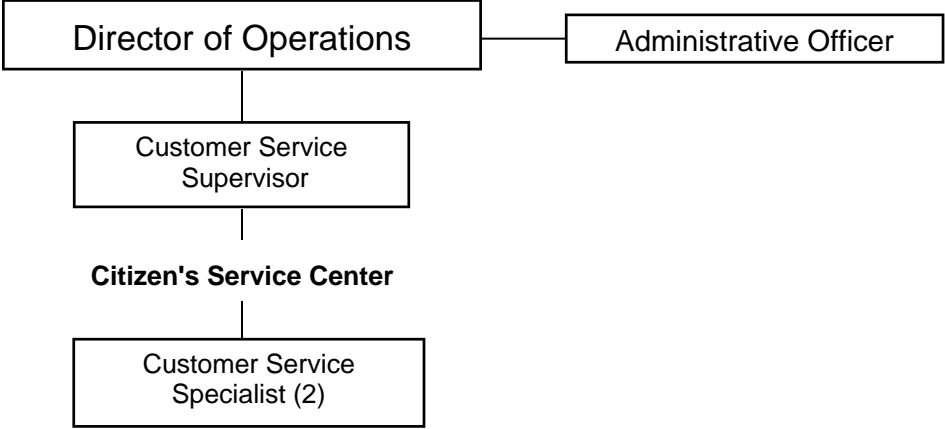 Director of Operations
Administrative Officer
Customer Service
Supervisor
Citizen's Service Center
Customer Service
Specialist (2)